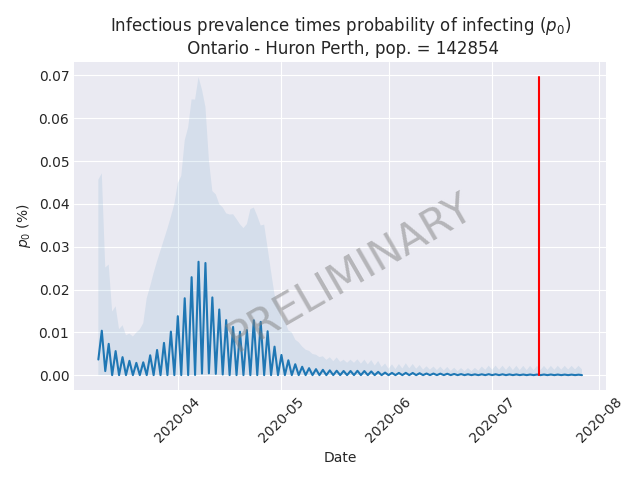 Infectious prevalence times probability of infecting (p₀)
Ontario - Huron Perth, pop. = 142854
0.07
0.06
0.05
0.04
0.03
0.02
0.01
0.00
p₀ (%)
PRELIMINARY
2020-04
2020-05
2020-06
2020-07
2020-08
Date